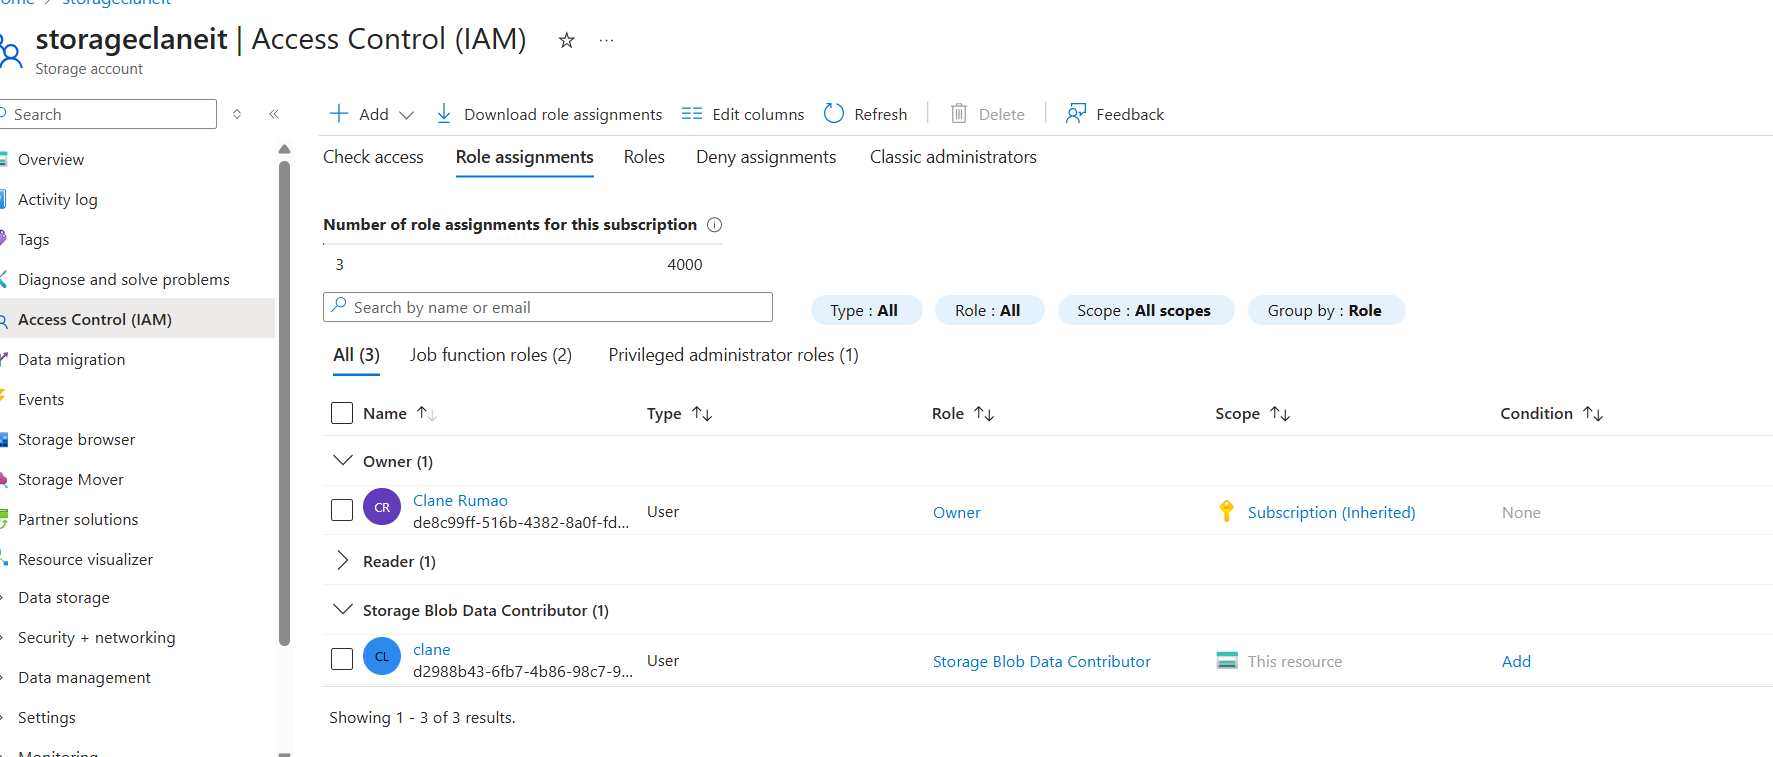 storageclaneit
storageclaneit | Access Control (IAM)
Storage account
Search
Overview
Activity log
Tags
Diagnose and solve problems
Access Control (IAM)
Data migration
Events
Storage browser
Storage Mover
Partner solutions
Resource visualizer
Data storage
Security + networking
Data management
Settings
Monitoring
Add
Download role assignments
Edit columns
Refresh
Delete
Feedback
Check access
Role assignments
Roles
Deny assignments
Classic administrators
Number of role assignments for this subscription
3 4000
Search by name or email
Type : All
Role : All
Scope : All scopes
Group by : Role
All (3)
Job function roles (2)
Privileged administrator roles (1)
Name Type Role Scope Condition
Owner (1)
CR Clane Rumao User Owner Subscription (Inherited) None
de8c99ff-516b-4382-8a0f-fd...
Reader (1)
Storage Blob Data Contributor (1)
CL clane User Storage Blob Data Contributor This resource Add
d2988b43-6fb7-4b86-98c7-9...
Showing 1 - 3 of 3 results.